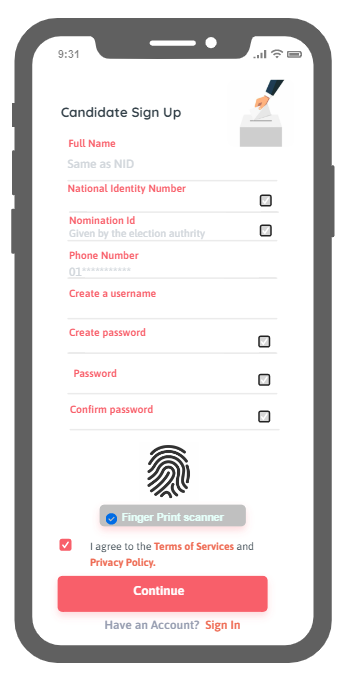 9:31
Candidate Sign Up
Full Name
Same as NID
National Identity Number
Nomination Id
Given by the election authrity
Phone Number
01***********
Create a username
Create password
Password
Confirm password
Finger Print scanner
I agree to the Terms of Services and
Privacy Policy.
Continue
Have an Account? Sign In